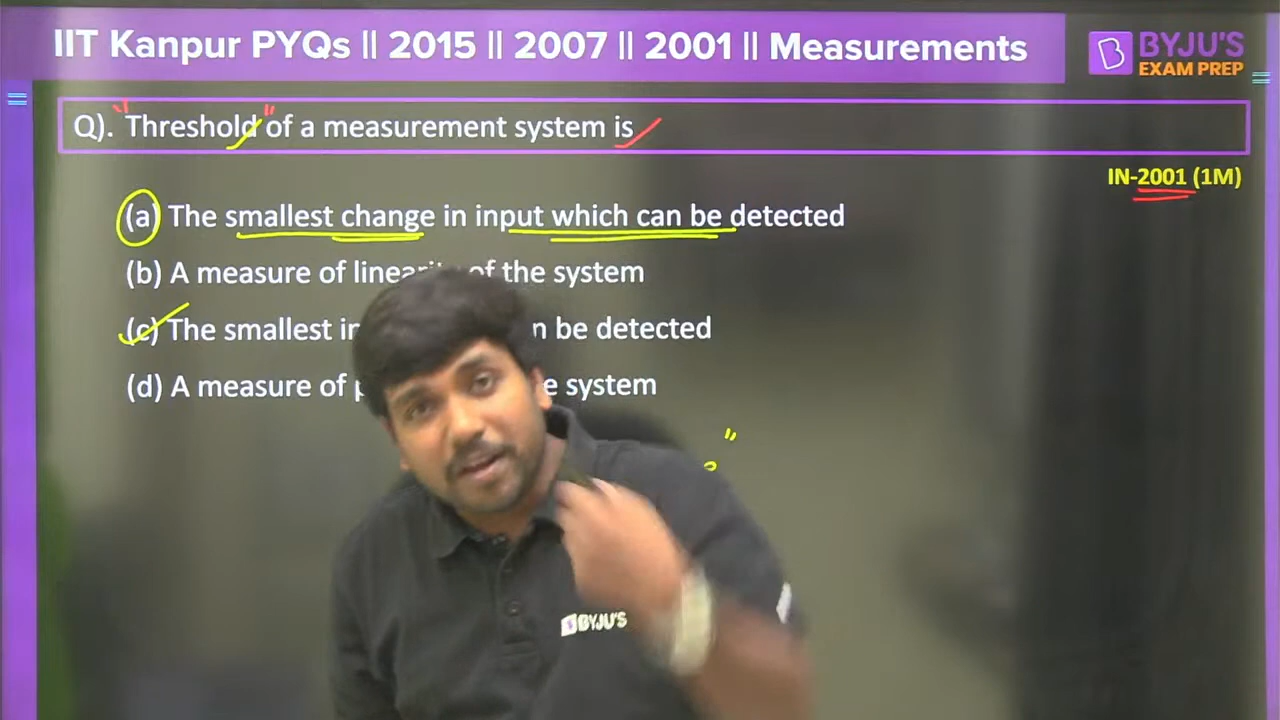 IIT Kanpur PYQs || 2015 || 2007 || 2001 || Measurements
BYJU'S
EXAM PREP
Q). "Threshold" of a measurement system is
IN-2001 (1M)
(a) The smallest change in input which can be detected
(b) A measure of linearity of the system
(c) The smallest in n be detected
(d) A measure of e system
BYJU'S